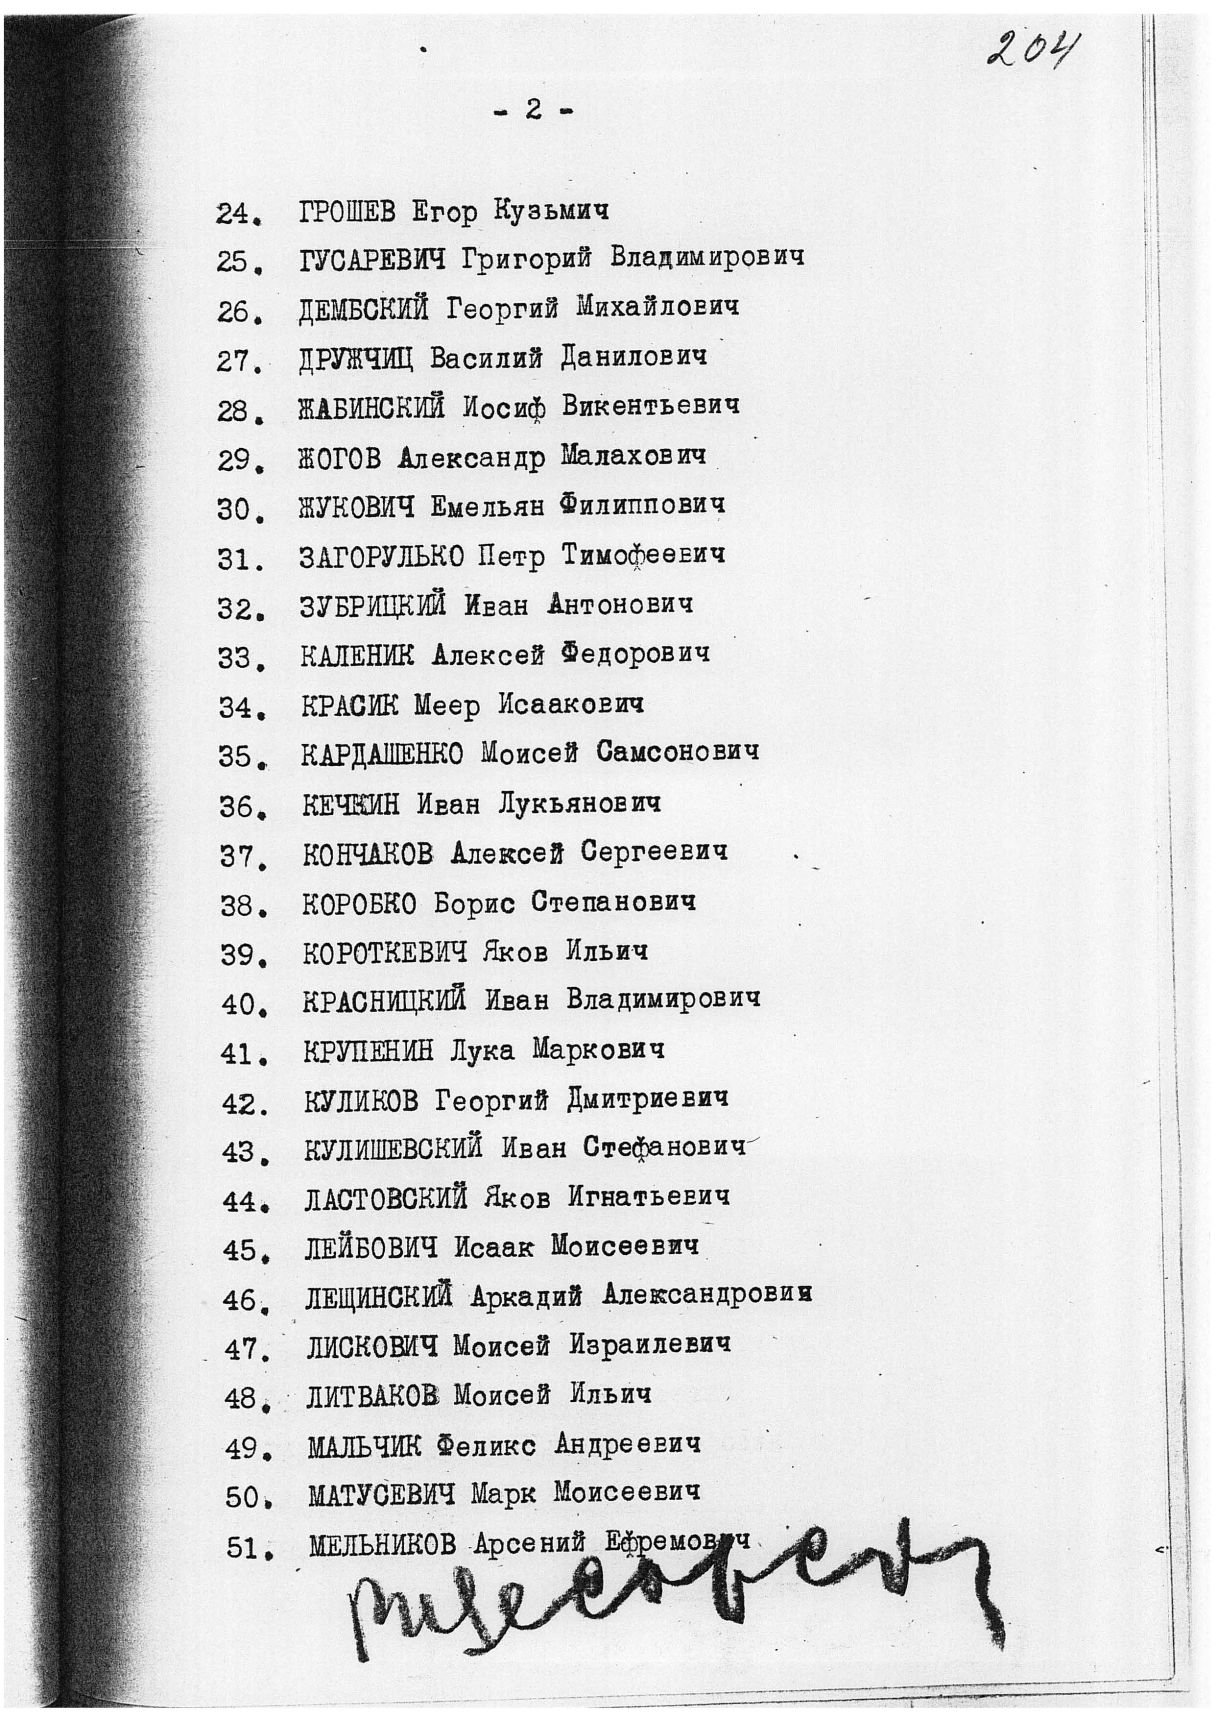 204
- 2 -
24. ГРОШЕВ Егор Кузьмич
25. ГУСАРЕВИЧ Григорий Владимирович
26. ДЕМБСКИЙ Георгий Михайлович
27. ДРУЖЧИЦ Василий Данилович
28. ЖАБИНСКИЙ Иосиф Викентьевич
29. ЖОГОВ Александр Малахович
30. ЖУКОВИЧ Емельян Филиппович
31. ЗАГОРУЛЬКО Петр Тимофеевич
32. ЗУБРИЦКИЙ Иван Антонович
33. КАЛЕНИК Алексей Федорович
34. КРАСИК Меер Исаакович
35. КАРДАШЕНКО Моисей Самсонович
36. КЕЧКИН Иван Лукьянович
37. КОНЧАКОВ Алексей Сергеевич
38. КОРОБКО Борис Степанович
39. КОРОТКЕВИЧ Яков Ильич
40. КРАСНИЦКИЙ Иван Владимирович
41. КРУПЕНИН Лука Маркович
42. КУЛИКОВ Георгий Дмитриевич
43. КУЛИШЕВСКИЙ Иван Стефанович
44. ЛАСТОВСКИЙ Яков Игнатьевич
45. ЛЕЙБОВИЧ Исаак Моисеевич
46. ЛЕЩИНСКИЙ Аркадий Александрович
47. ЛИСКОВИЧ Моисей Израилевич
48. ЛИТВАКОВ Моисей Ильич
49. МАЛЬЧИК Феликс Андреевич
50. МАТУСЕВИЧ Марк Моисеевич
51. МЕЛЬНИКОВ Арсений Ефремович